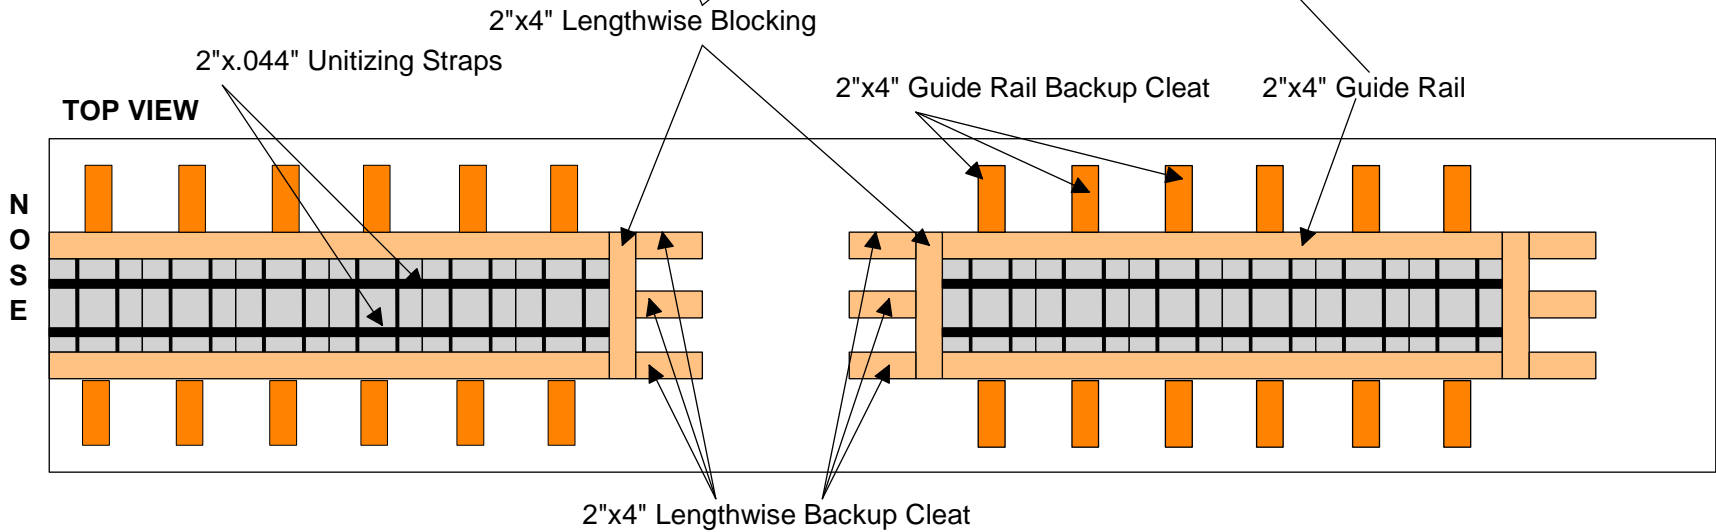 2"x4" Lengthwise Blocking
2"x.044" Unitizing Straps
2"x4" Guide Rail Backup Cleat
2"x4" Guide Rail
TOP VIEW
N
O
S
E
2"x4" Lengthwise Backup Cleat